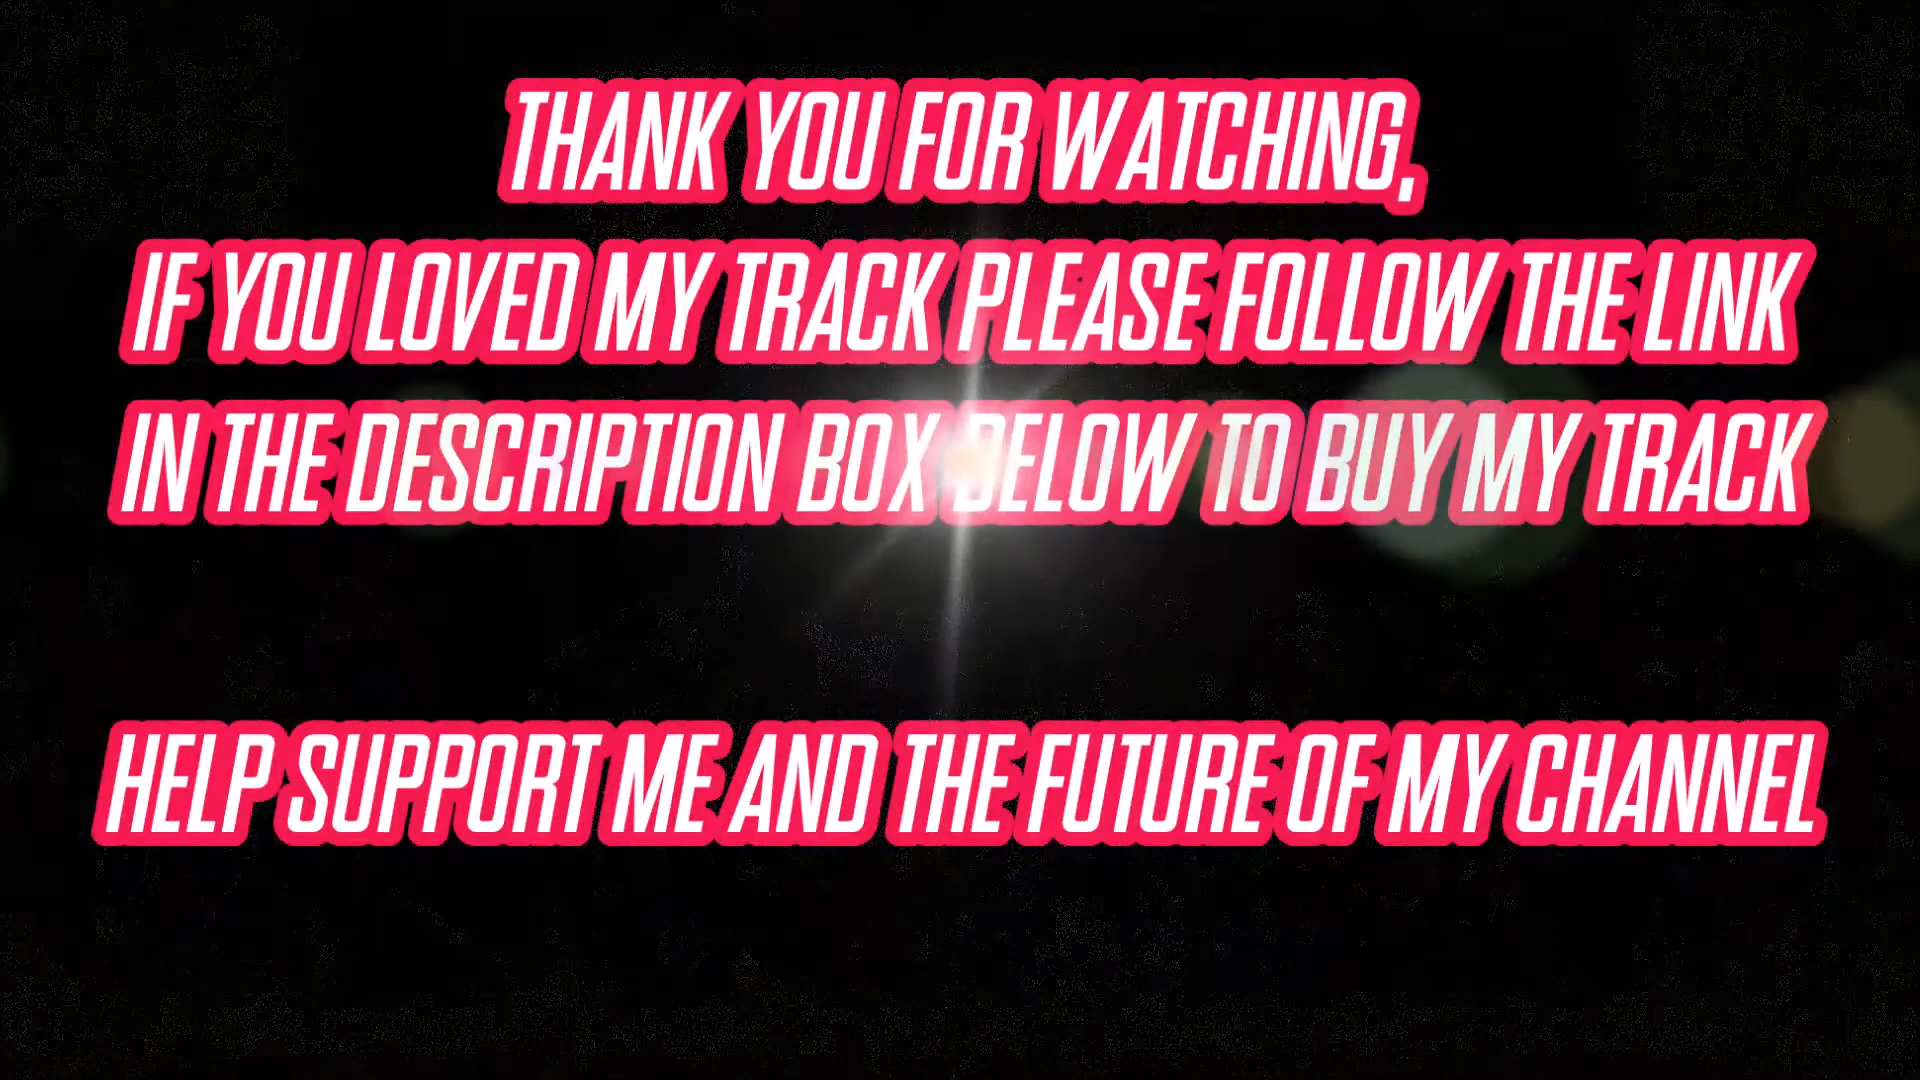 THANK YOU FOR WATCHING,
IF YOU LOVED MY TRACK PLEASE FOLLOW THE LINK
IN THE DESCRIPTION BOX BELOW TO BUY MY TRACK
HELP SUPPORT ME AND THE FUTURE OF MY CHANNEL